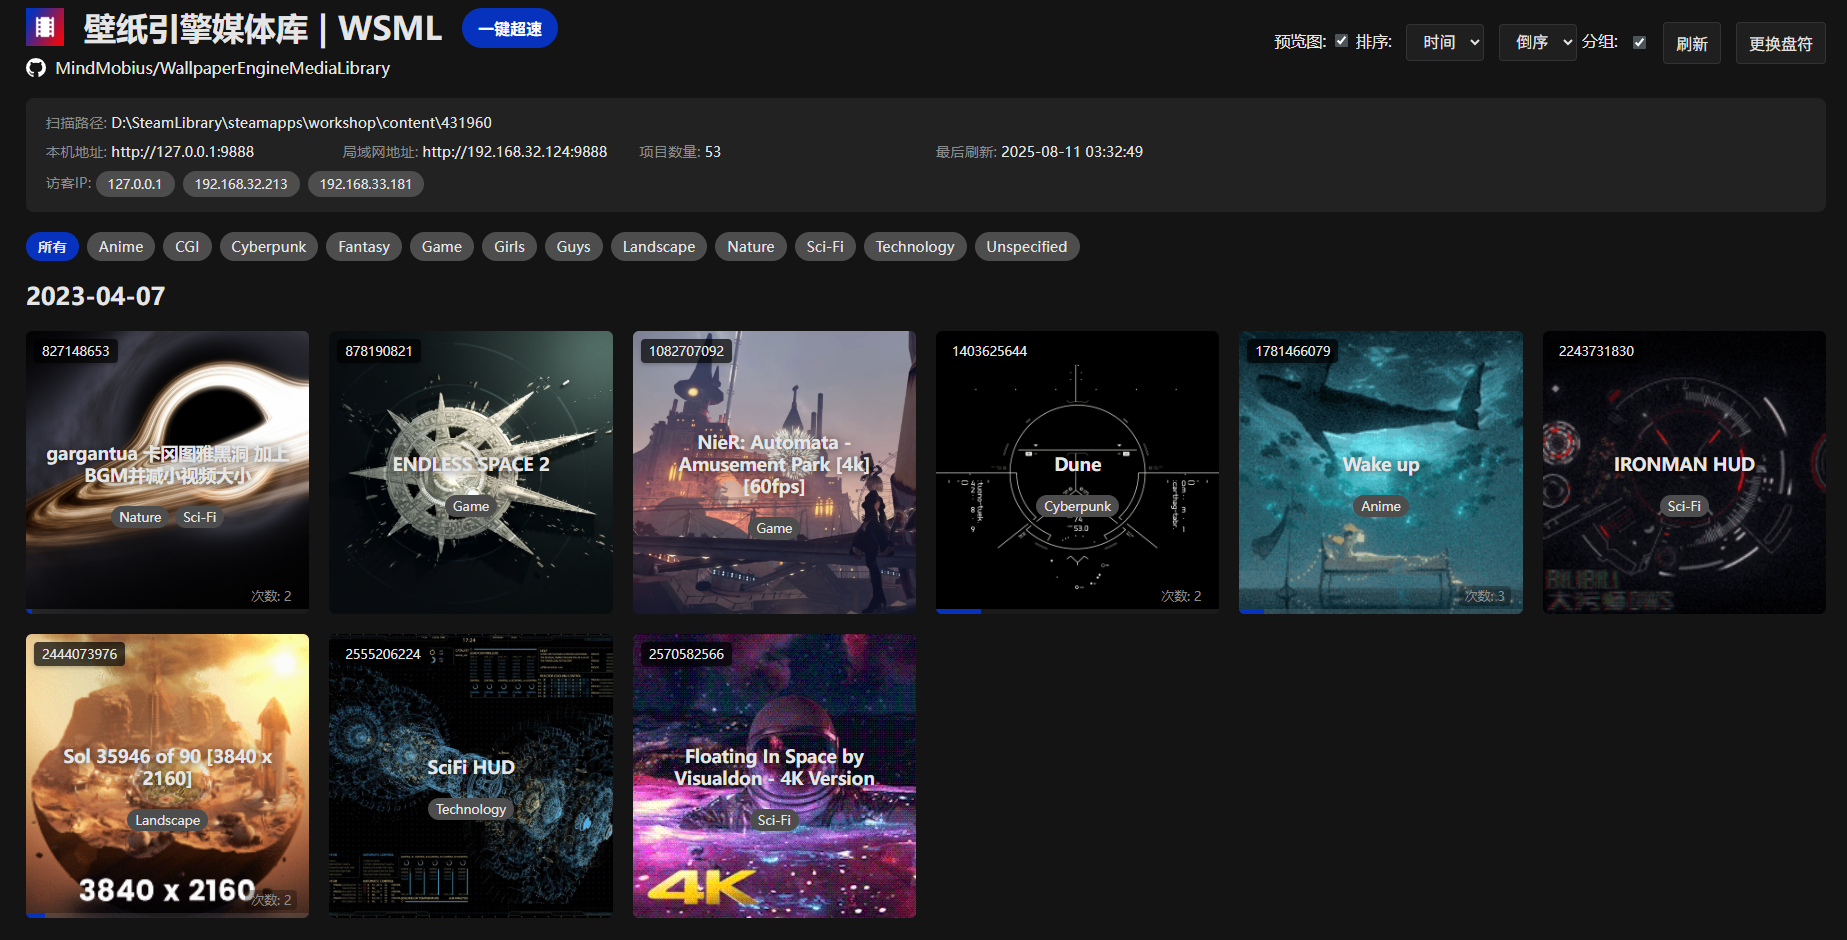 壁纸引擎媒体库 | WSML 一键超速
预览图: 排序: 时间 倒序 分组: 刷新 更换盘符
MindMobius/WallpaperEngineMediaLibrary
扫描路径: D:\SteamLibrary\steamapps\workshop\content\431960
本机地址: http://127.0.0.1:9888 局域网地址: http://192.168.32.124:9888 项目数量: 53 最后刷新: 2025-08-11 03:32:49
访客IP: 127.0.0.1 192.168.32.213 192.168.33.181
所有 Anime CGI Cyberpunk Fantasy Game Girls Guys Landscape Nature Sci-Fi Technology Unspecified
2023-04-07
827148653
gargantua 卡冈图雅黑洞 加上
BGM并减小视频大小
Nature Sci-Fi
次数: 2
878190821
ENDLESS SPACE 2
Game
1082707092
NieR: Automata -
Amusement Park [4k]
[60fps]
Game
1403625644
Dune
Cyberpunk
53.0
次数: 2
1781466079
Wake up
Anime
次数: 3
2243731830
IRONMAN HUD
Sci-Fi
2444073976
Sol 35946 of 90 [3840 x
2160]
Landscape
3840 x 2160
次数: 2
2555206224
17:24
SciFi HUD
Technology
2570582566
Floating In Space by
Visualdon - 4K Version
Sci-Fi
4K